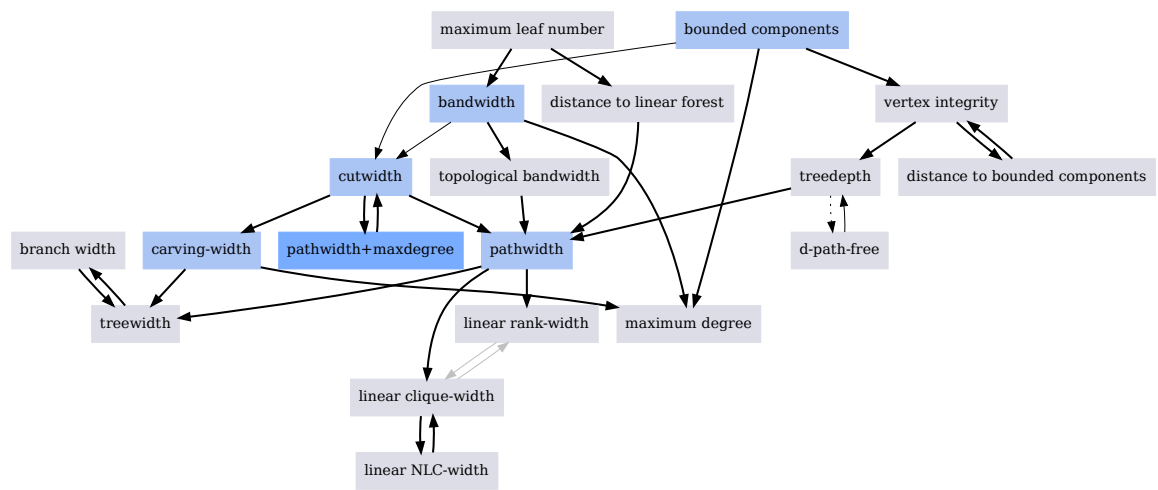 maximum leaf number
bounded components
bandwidth
distance to linear forest
vertex integrity
cutwidth
topological bandwidth
treedepth
distance to bounded components
branch width
carving-width
pathwidth+maxdegree
pathwidth
d-path-free
treewidth
linear rank-width
maximum degree
linear clique-width
linear NLC-width